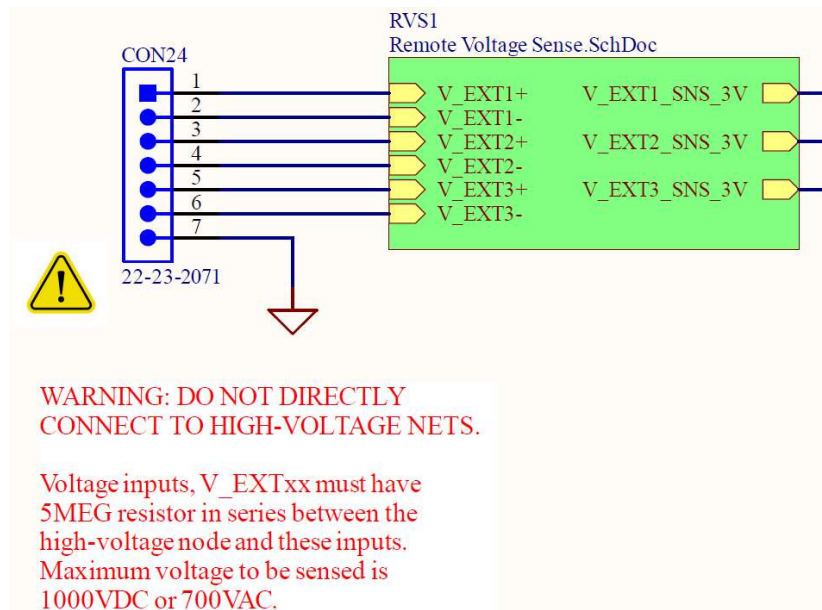 RVS1
Remote Voltage Sense.SchDoc
CON24
1
2
3
4
5
6
7
V_EXT1+
V_EXT1-
V_EXT2+
V_EXT2-
V_EXT3+
V_EXT3-
V_EXT1_SNS_3V
V_EXT2_SNS_3V
V_EXT3_SNS_3V
22-23-2071
!
WARNING: DO NOT DIRECTLY
CONNECT TO HIGH-VOLTAGE NETS.
Voltage inputs, V_EXTxx must have
5MEG resistor in series between the
high-voltage node and these inputs.
Maximum voltage to be sensed is
1000VDC or 700VAC.